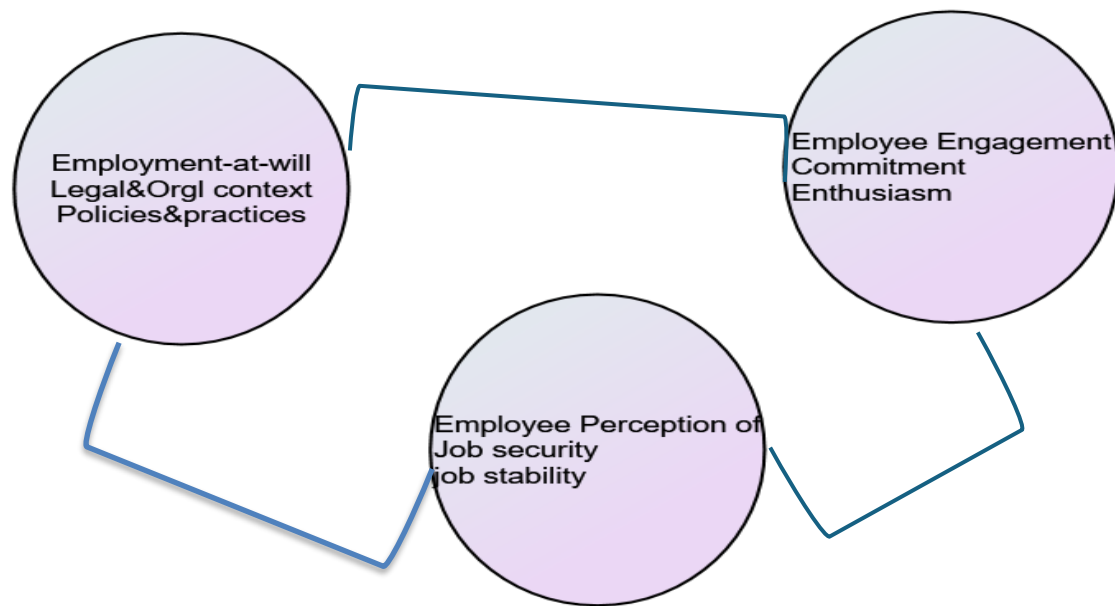 Employment-at-will
Legal&Orgl context
Policies&practices
Employee Engagement
Commitment
Enthusiasm
Employee Perception of
Job security
job stability